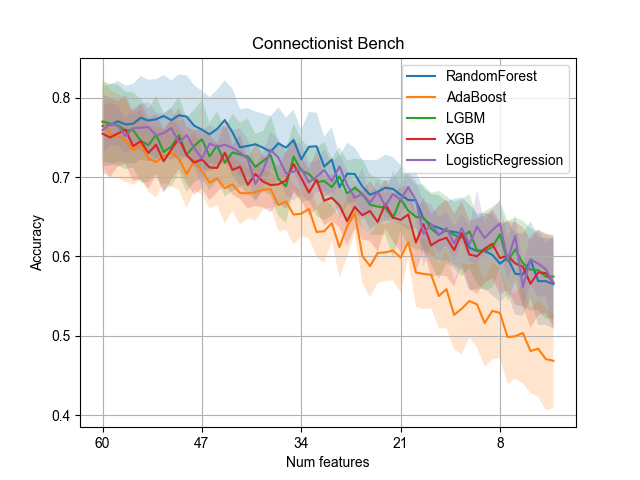 Connectionist Bench
RandomForest
AdaBoost
LGBM
XGB
LogisticRegression
Accuracy
0.8
0.7
0.6
0.5
0.4
60 47 34 21 8
Num features